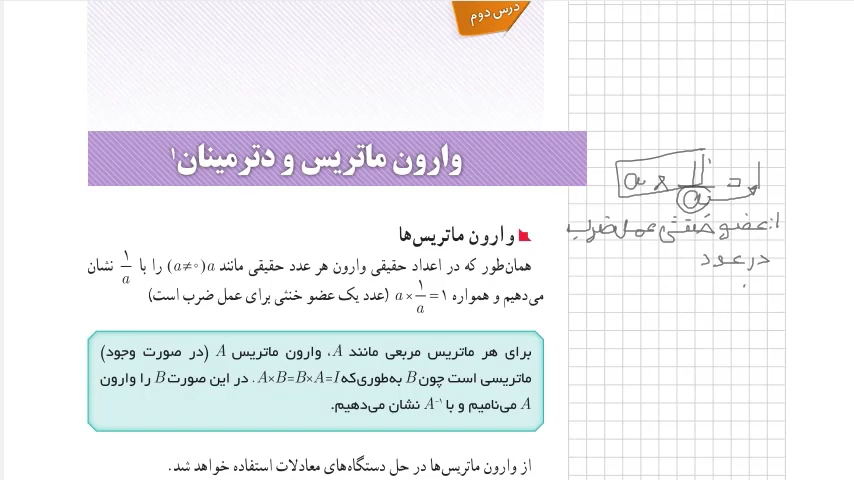 درس دوم
وارون ماتریس و دترمینان۱
وارون ماتریس‌ها
همان‌طور که در اعداد حقیقی وارون هر عدد حقیقی مانند a (a≠۰) را با ۱/a نشان
می‌دهیم و همواره a×۱/a=۱ (عدد یک عضو خنثی برای عمل ضرب است)
برای هر ماتریس مربعی مانند A، وارون ماتریس A (در صورت وجود)
ماتریسی است چون B به‌طوری‌که A×B=B×A=I. در این صورت B را وارون
A می‌نامیم و با A⁻¹ نشان می‌دهیم.
از وارون ماتریس‌ها در حل دستگاه‌های معادلات استفاده خواهد شد.
۱: عضو خنثی عمل ضرب
در